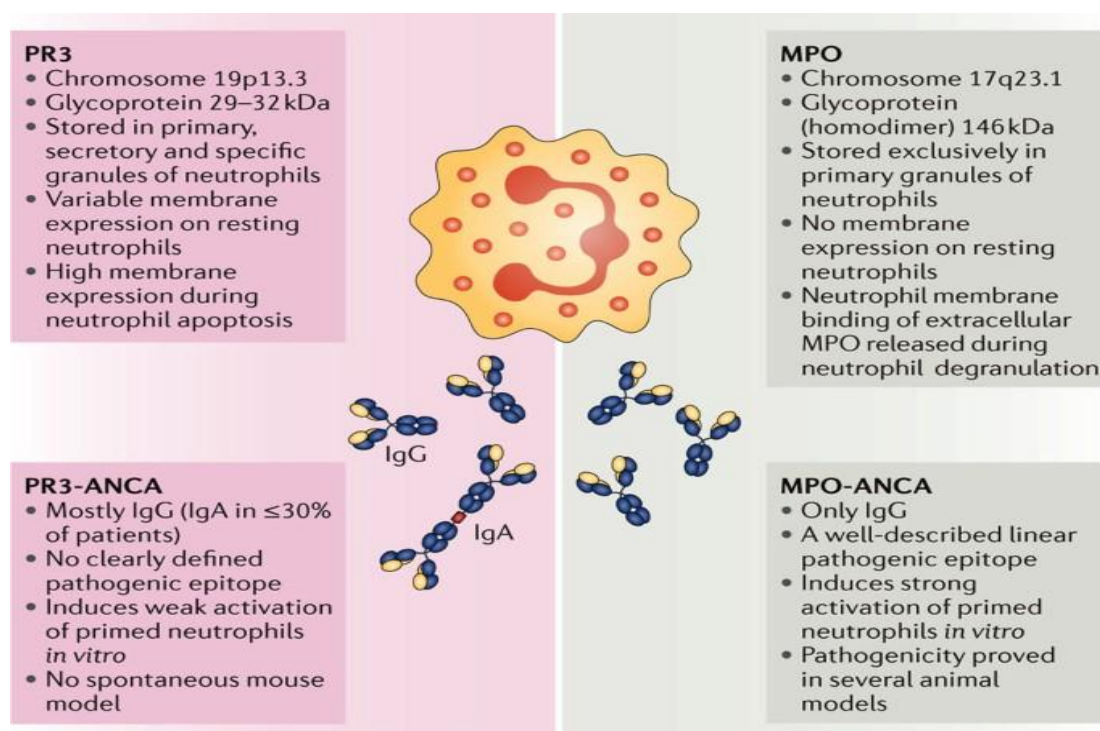 PR3
• Chromosome 19p13.3
• Glycoprotein 29–32 kDa
• Stored in primary,
secretory and specific
granules of neutrophils
• Variable membrane
expression on resting
neutrophils
• High membrane
expression during
neutrophil apoptosis
MPO
• Chromosome 17q23.1
• Glycoprotein
(homodimer) 146 kDa
• Stored exclusively in
primary granules of
neutrophils
• No membrane
expression on resting
neutrophils
• Neutrophil membrane
binding of extracellular
MPO released during
neutrophil degranulation
IgG
IgA
PR3-ANCA
• Mostly IgG (IgA in ≤30%
of patients)
• No clearly defined
pathogenic epitope
• Induces weak activation
of primed neutrophils
in vitro
• No spontaneous mouse
model
MPO-ANCA
• Only IgG
• A well-described linear
pathogenic epitope
• Induces strong
activation of primed
neutrophils in vitro
• Pathogenicity proved
in several animal
models